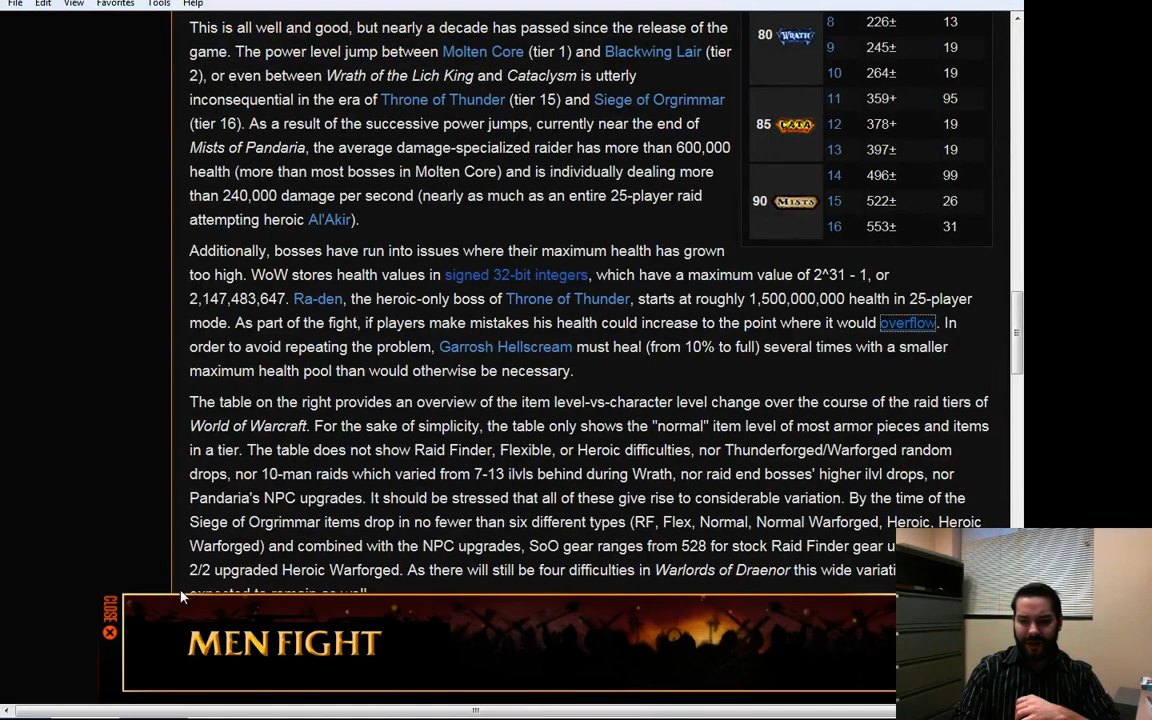 File Edit View Favorites Tools Help
This is all well and good, but nearly a decade has passed since the release of the
game. The power level jump between Molten Core (tier 1) and Blackwing Lair (tier
2), or even between Wrath of the Lich King and Cataclysm is utterly
inconsequential in the era of Throne of Thunder (tier 15) and Siege of Orgrimmar
(tier 16). As a result of the successive power jumps, currently near the end of
Mists of Pandaria, the average damage-specialized raider has more than 600,000
health (more than most bosses in Molten Core) and is individually dealing more
than 240,000 damage per second (nearly as much as an entire 25-player raid
attempting heroic Al'Akir).
80 WRATH 8 226± 13
9 245± 19
10 264± 19
85 CATA 11 359+ 95
12 378+ 19
13 397± 19
90 MISTS 14 496± 99
15 522± 26
16 553± 31
Additionally, bosses have run into issues where their maximum health has grown
too high. WoW stores health values in signed 32-bit integers, which have a maximum value of 2^31 - 1, or
2,147,483,647. Ra-den, the heroic-only boss of Throne of Thunder, starts at roughly 1,500,000,000 health in 25-player
mode. As part of the fight, if players make mistakes his health could increase to the point where it would overflow. In
order to avoid repeating the problem, Garrosh Hellscream must heal (from 10% to full) several times with a smaller
maximum health pool than would otherwise be necessary.
The table on the right provides an overview of the item level-vs-character level change over the course of the raid tiers of
World of Warcraft. For the sake of simplicity, the table only shows the "normal" item level of most armor pieces and items
in a tier. The table does not show Raid Finder, Flexible, or Heroic difficulties, nor Thunderforged/Warforged random
drops, nor 10-man raids which varied from 7-13 ilvls behind during Wrath, nor raid end bosses' higher ilvl drops, nor
Pandaria's NPC upgrades. It should be stressed that all of these give rise to considerable variation. By the time of the
Siege of Orgrimmar items drop in no fewer than six different types (RF, Flex, Normal, Normal Warforged, Heroic, Heroic
Warforged) and combined with the NPC upgrades, SoO gear ranges from 528 for stock Raid Finder gear u
2/2 upgraded Heroic Warforged. As there will still be four difficulties in Warlords of Draenor this wide variati
expected to remain as well.
CLOSE
MEN FIGHT